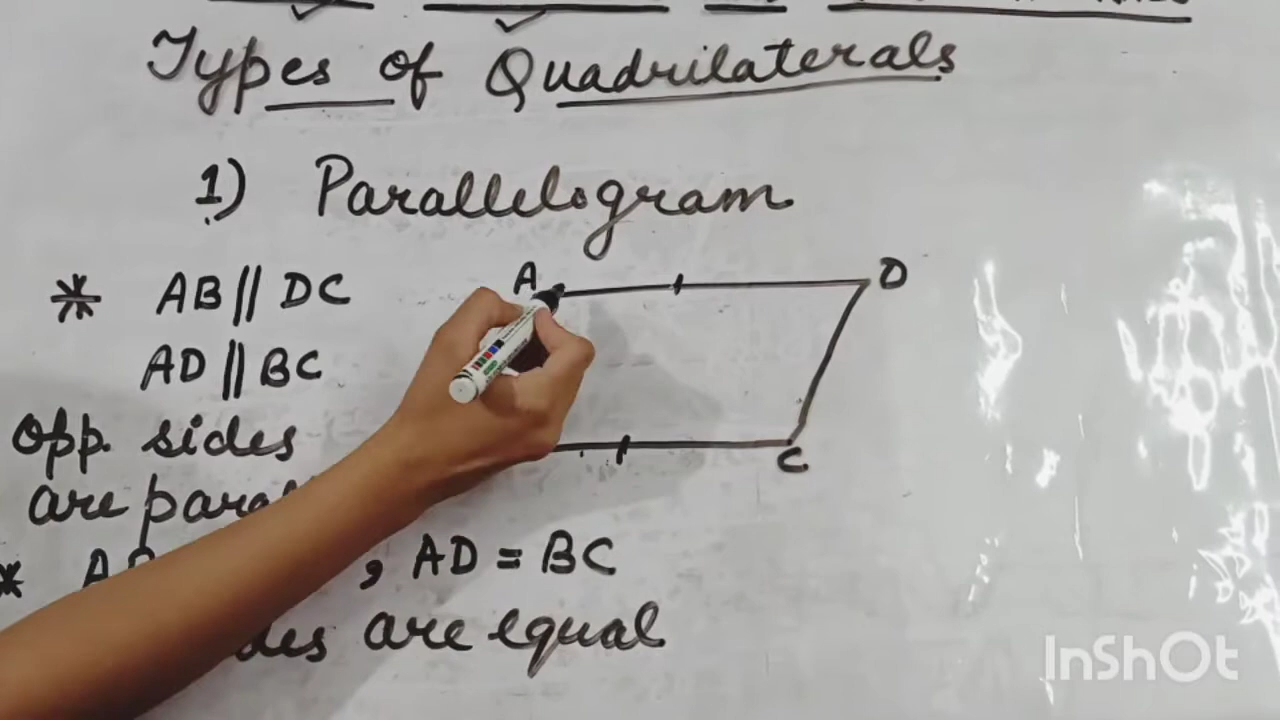 Types of Quadrilaterals
1) Parallelogram
* AB || DC
AD || BC
opp. sides
are
* , AD = BC
are equal
A
D
C
InShOt